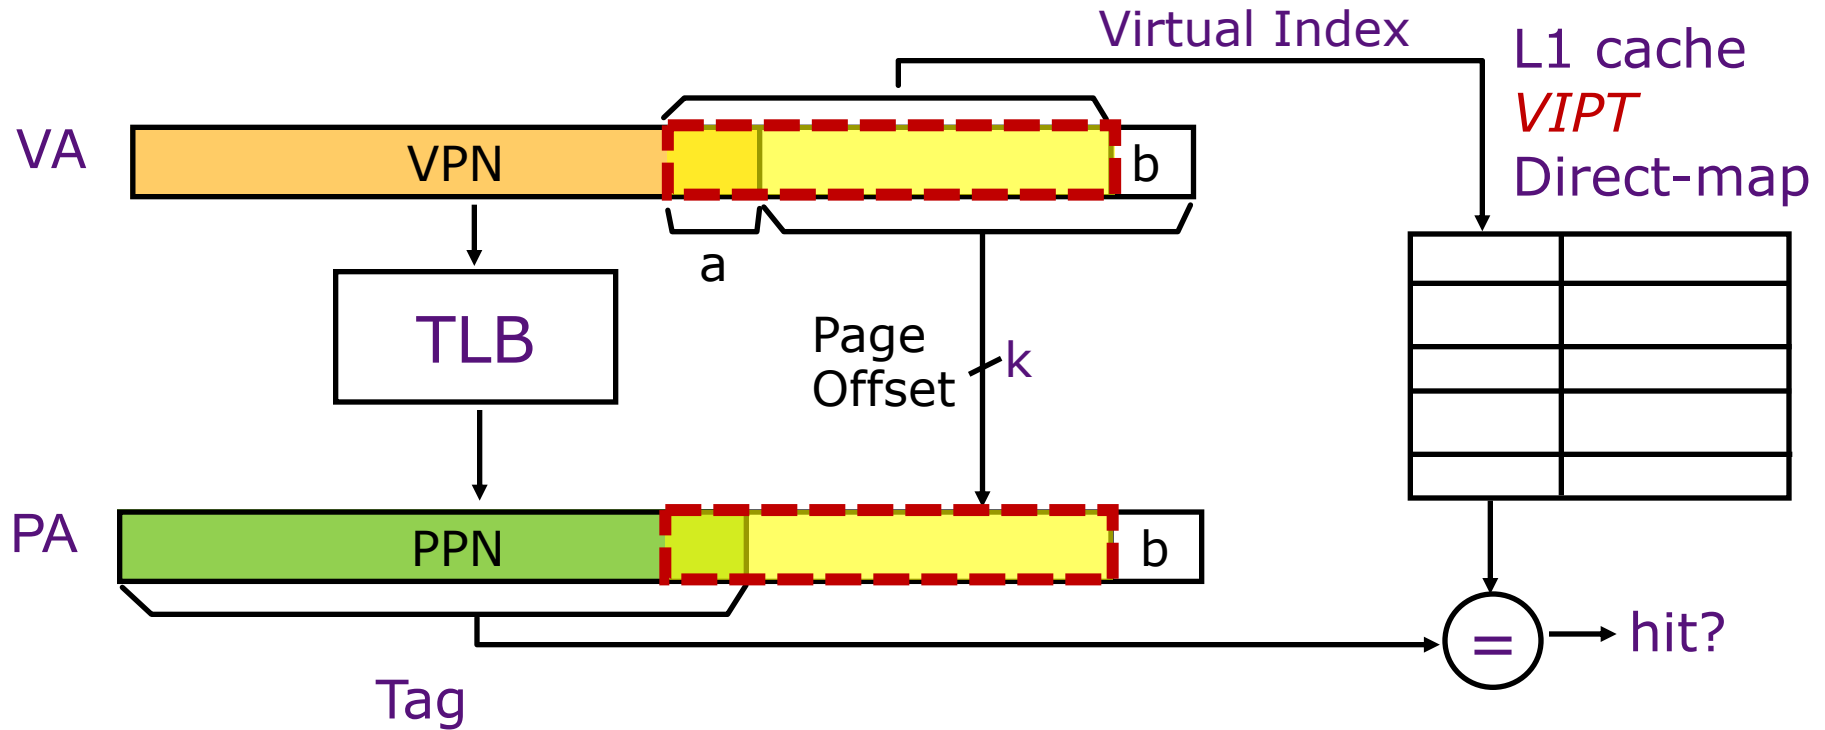 Virtual Index
L1 cache
VIPT
Direct-map
VA
VPN
b
a
TLB
Page
Offset
k
PA
PPN
b
=
hit?
Tag